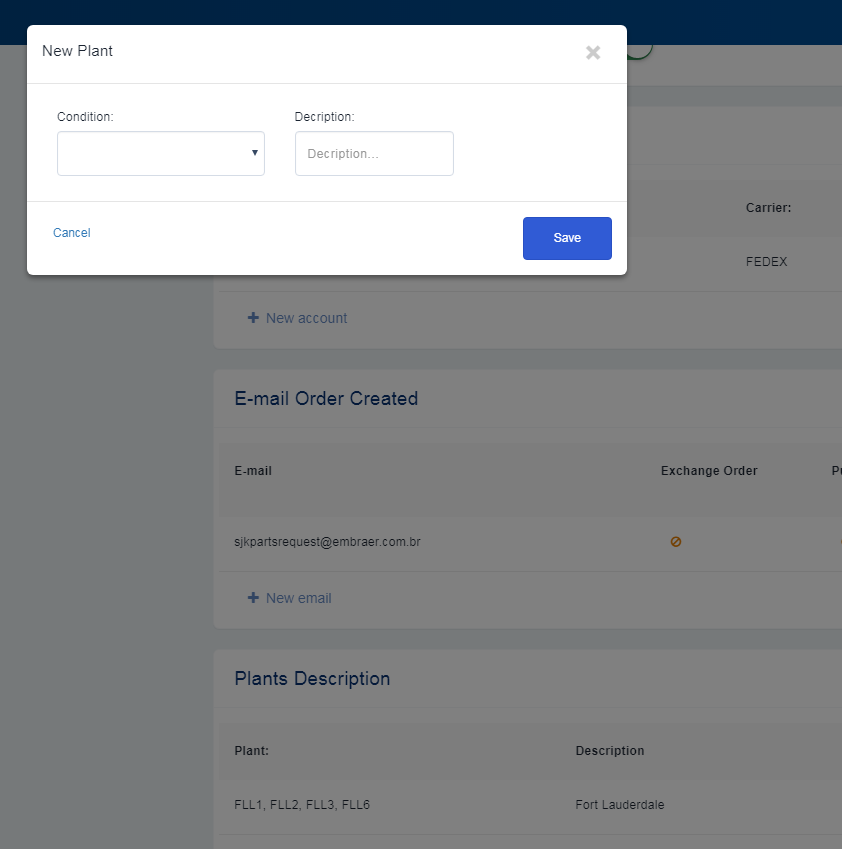 New Plant
Condition: Decription:
Decription...
Cancel Save
Carrier:
FEDEX
New account
E-mail Order Created
E-mail Exchange Order
sjkpartsrequest@embraer.com.br
New email
Plants Description
Plant: Description
FLL1, FLL2, FLL3, FLL6 Fort Lauderdale